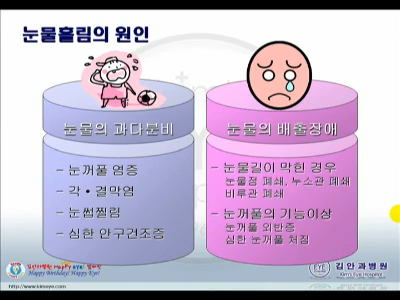 눈물흘림의 원인
눈물의 과다분비
- 눈꺼풀 염증
- 각·결막염
- 눈썹찔림
- 심한 안구건조증
눈물의 배출장애
- 눈물길이 막힌 경우
눈물점 폐쇄, 누소관 폐쇄
비루관 폐쇄
- 눈꺼풀의 기능이상
눈꺼풀 외반증
심한 눈꺼풀 처짐
Happy Birthday! Happy Eye!
김안과병원
Kim's Eye Hospital
http://www.kimeye.com